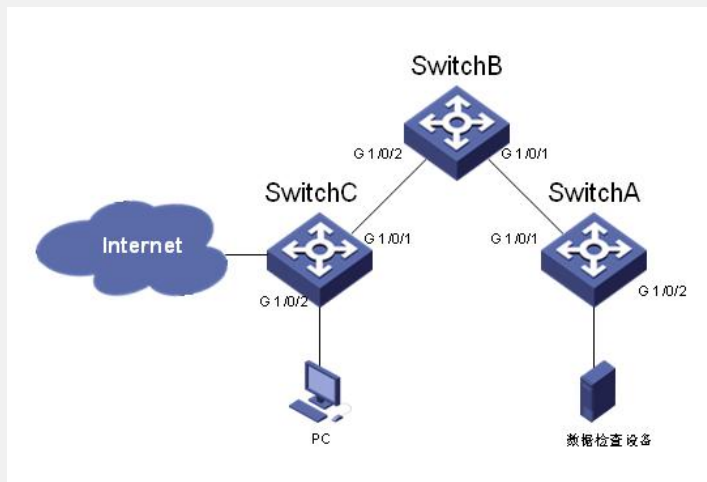 SwitchB
G 1/0/2
G 1/0/1
SwitchC
SwitchA
Internet
G 1/0/1
G 1/0/1
G 1/0/2
G 1/0/2
PC
数据检查设备